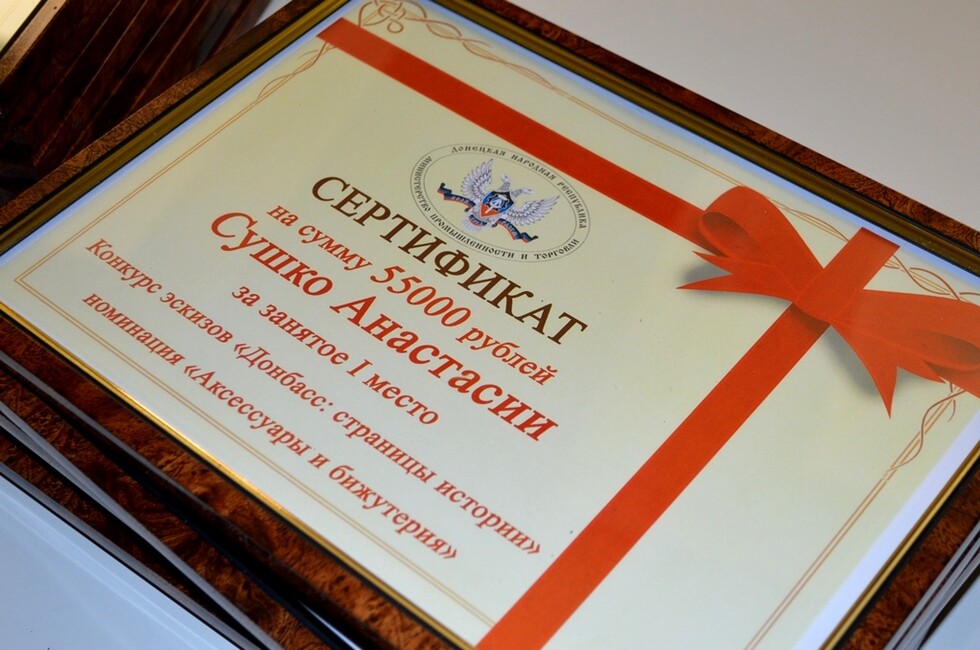 ДОНЕЦКАЯ НАРОДНАЯ РЕСПУБЛИКА
МИНИСТЕРСТВО ПРОМЫШЛЕННОСТИ И ТОРГОВЛИ
СЕРТИФИКАТ
на сумму 55000 рублей
Сушко Анастасии
за занятое I место
Конкурс эскизов «Донбасс: страницы истории»
номинация «Аксессуары и бижутерия»